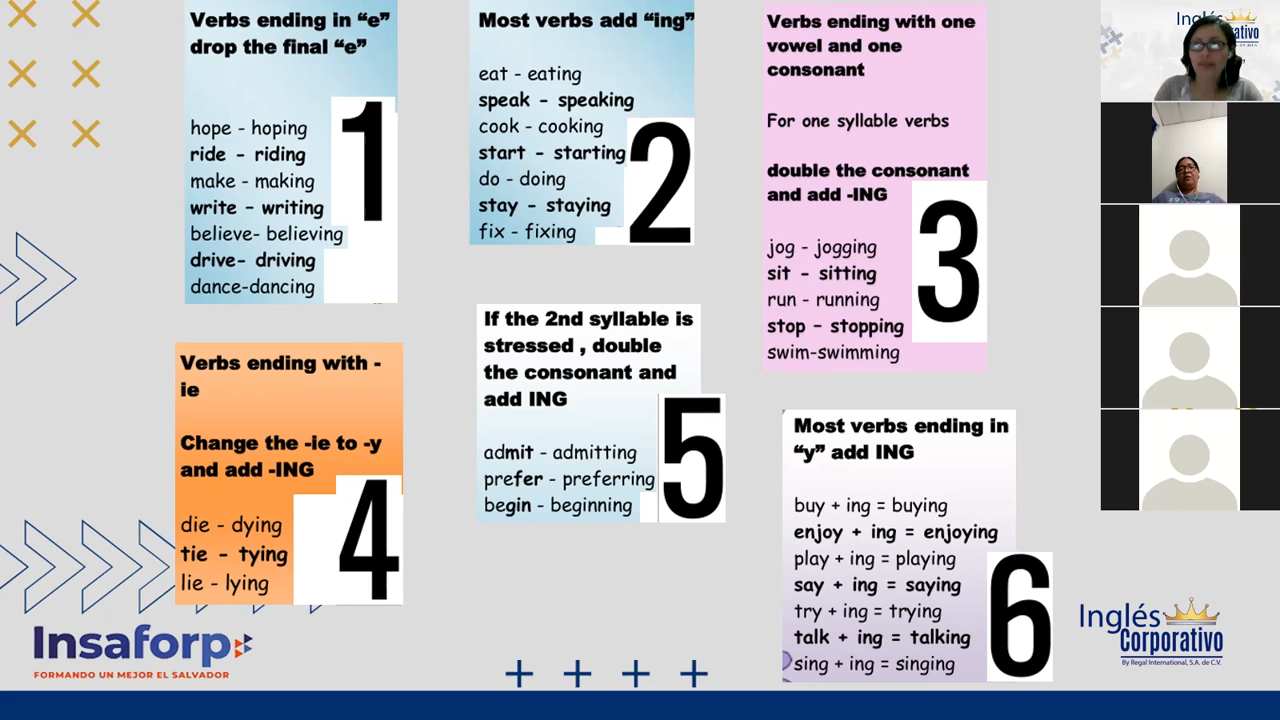 Verbs ending in “e”
drop the final “e”
hope - hoping
ride - riding
make - making
write - writing
believe- believing
drive- driving
dance-dancing
1
Most verbs add “ing”
eat - eating
speak - speaking
cook - cooking
start - starting
do - doing
stay - staying
fix - fixing
2
Verbs ending with one
vowel and one
consonant
For one syllable verbs
double the consonant
and add -ING
jog - jogging
sit - sitting
run - running
stop - stopping
swim-swimming
3
Verbs ending with -
ie
Change the -ie to -y
and add -ING
die - dying
tie - tying
lie - lying
4
If the 2nd syllable is
stressed , double
the consonant and
add ING
admit - admitting
prefer - preferring
begin - beginning
5
Most verbs ending in
“y” add ING
buy + ing = buying
enjoy + ing = enjoying
play + ing = playing
say + ing = saying
try + ing = trying
talk + ing = talking
sing + ing = singing
6
Insaforp
FORMANDO UN MEJOR EL SALVADOR
Inglés
Corporativo
By Regal International, S.A. de C.V.